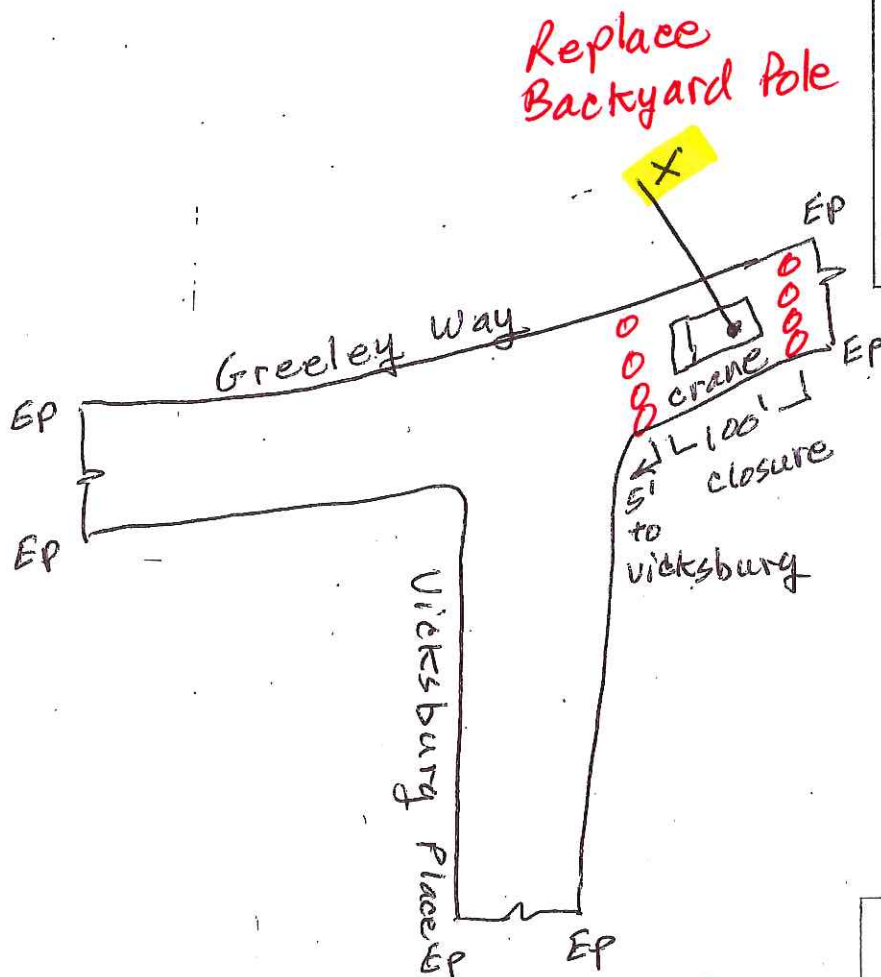 Replace
Backyard Pole
X
EP
Greeley Way
crane
EP
EP
100'
closure
5'
to
Vicksburg
EP
Vicksburg Place
EP
EP